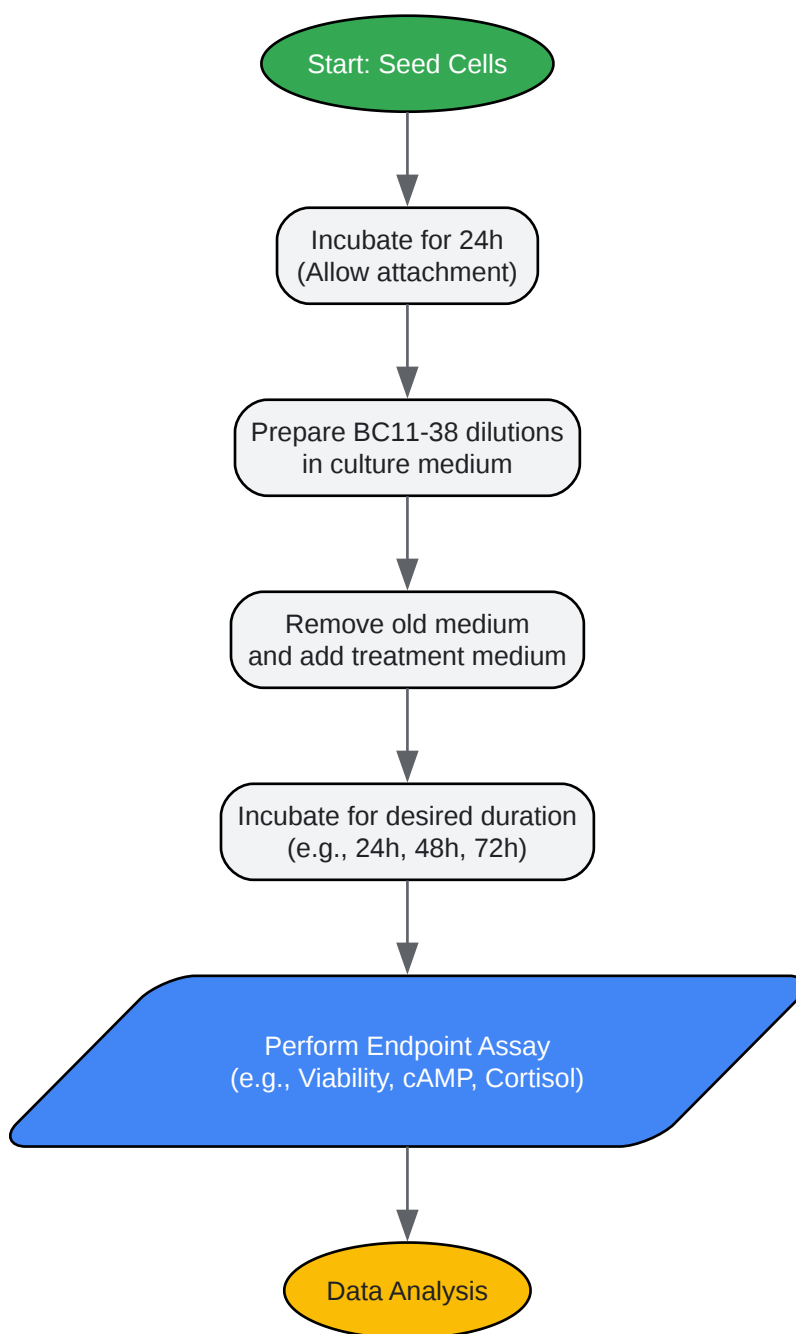 Start: Seed Cells
Incubate for 24h
(Allow attachment)
Prepare BC11-38 dilutions
in culture medium
Remove old medium
and add treatment medium
Incubate for desired duration
(e.g., 24h, 48h, 72h)
Perform Endpoint Assay
(e.g., Viability, cAMP, Cortisol)
Data Analysis